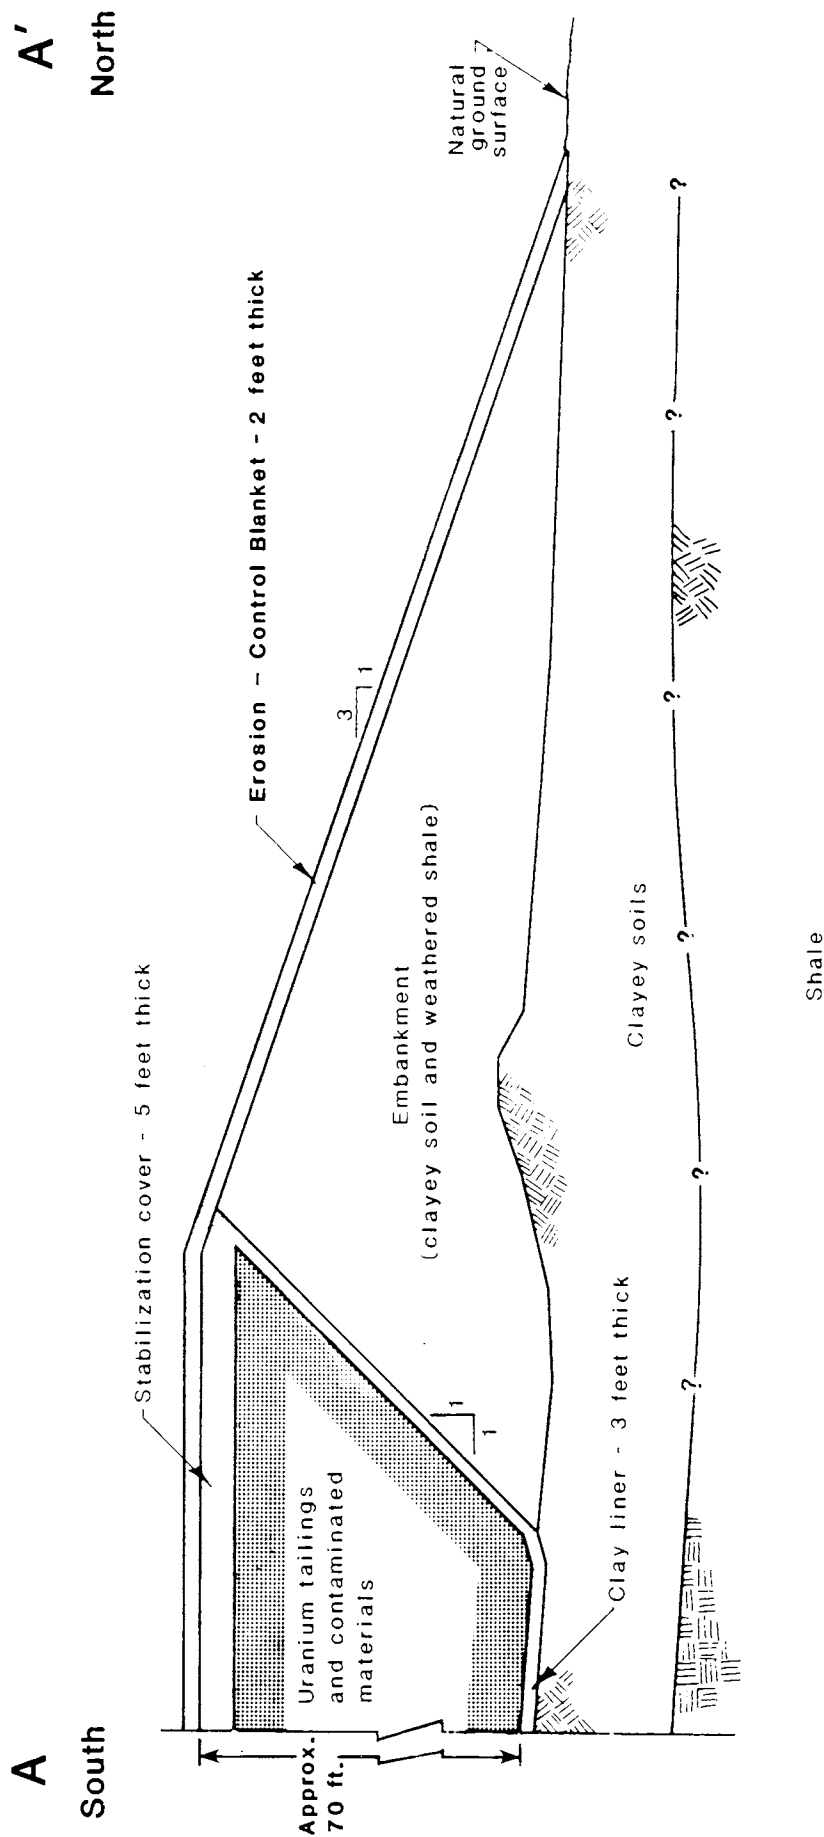 A
South
A′
North
Stabilization cover - 5 feet thick
Erosion – Control Blanket - 2 feet thick
3
1
Natural
ground
surface
Embankment
(clayey soil and weathered shale)
Uranium tailings
and contaminated
materials
Approx.
70 ft.
1
1
Clay liner - 3 feet thick
Clayey soils
?
?
?
?
?
?
Shale